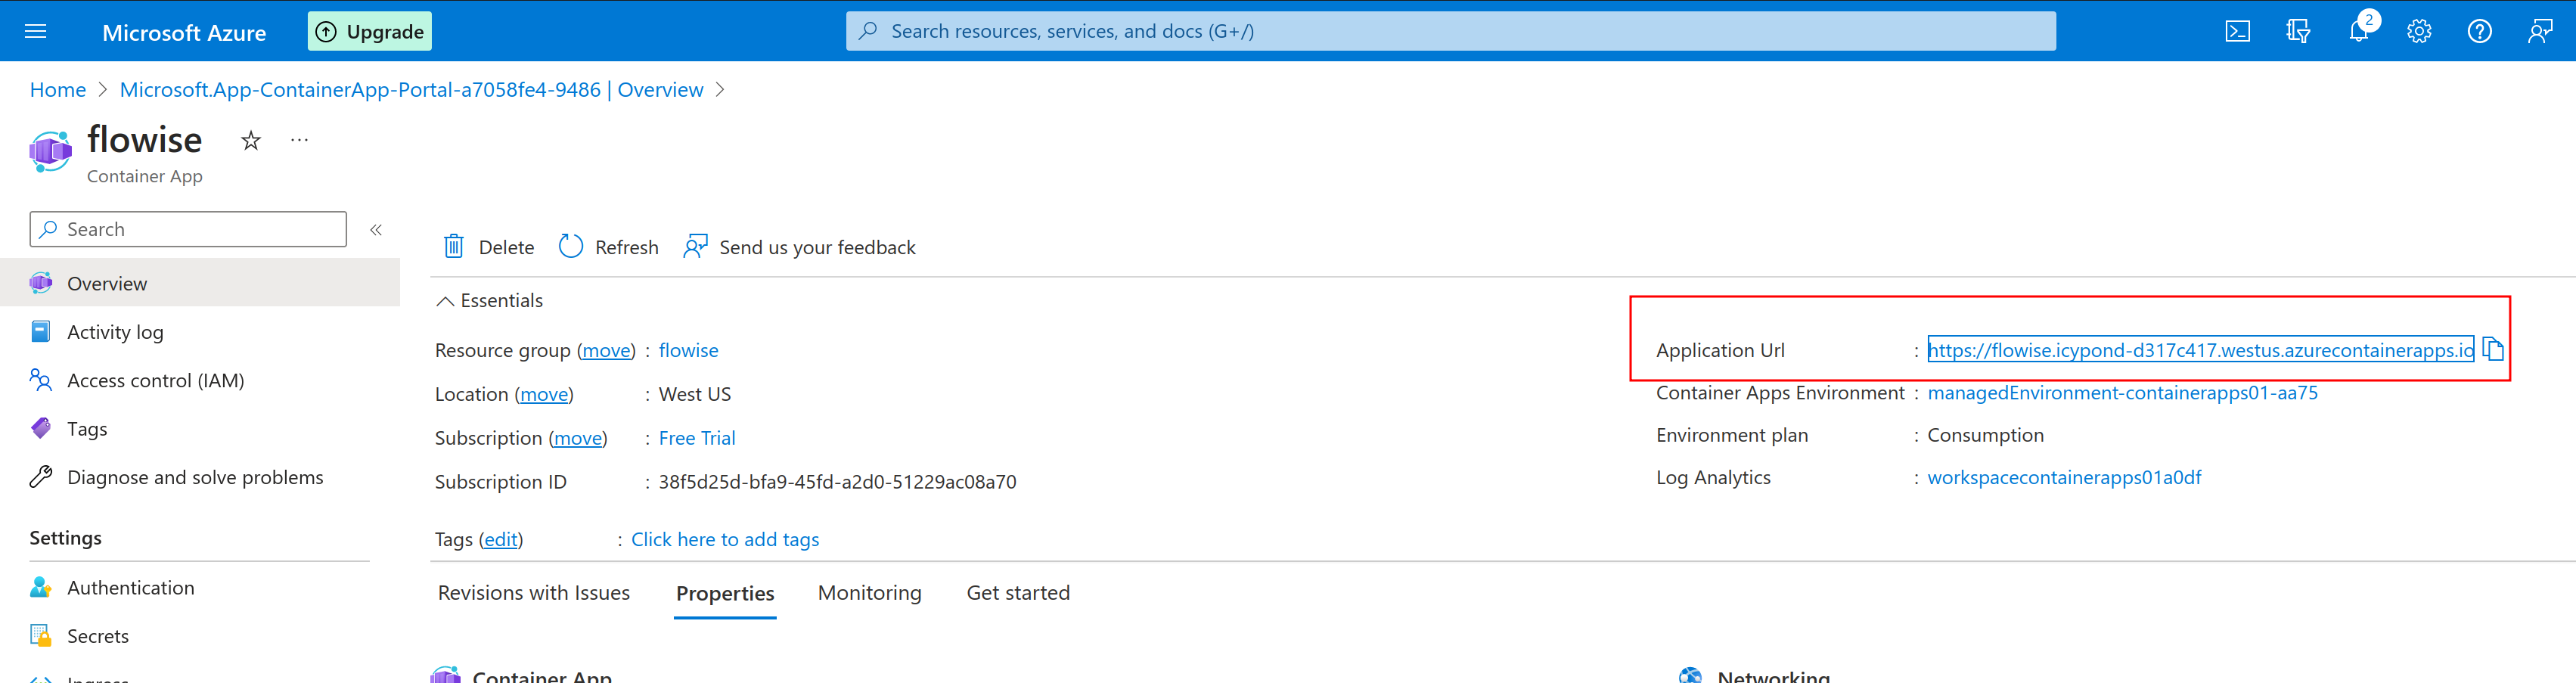 Microsoft Azure
Upgrade
Search resources, services, and docs (G+/)
2
Home > Microsoft.App-ContainerApp-Portal-a7058fe4-9486 | Overview >
flowise
Container App
Search
Overview
Activity log
Access control (IAM)
Tags
Diagnose and solve problems
Settings
Authentication
Secrets
Ingress
Delete
Refresh
Send us your feedback
Essentials
Resource group (move) : flowise
Location (move) : West US
Subscription (move) : Free Trial
Subscription ID : 38f5d25d-bfa9-45fd-a2d0-51229ac08a70
Tags (edit) : Click here to add tags
Application Url : https://flowise.icypond-d317c417.westus.azurecontainerapps.io
Container Apps Environment : managedEnvironment-containerapps01-aa75
Environment plan : Consumption
Log Analytics : workspacecontainerapps01a0df
Revisions with Issues
Properties
Monitoring
Get started
Container App
Networking